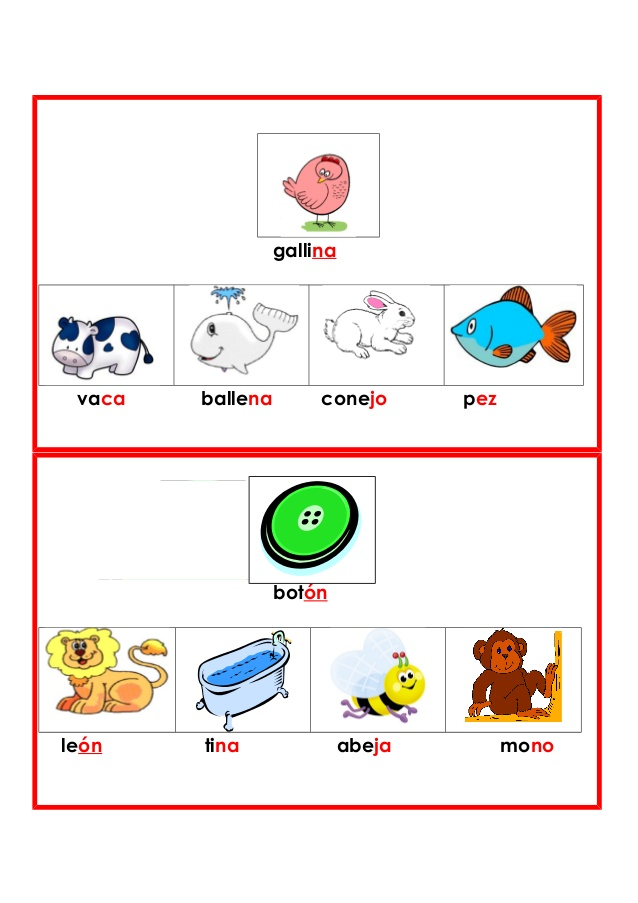 gallina
vaca ballena conejo pez
botón
león tina abeja mono